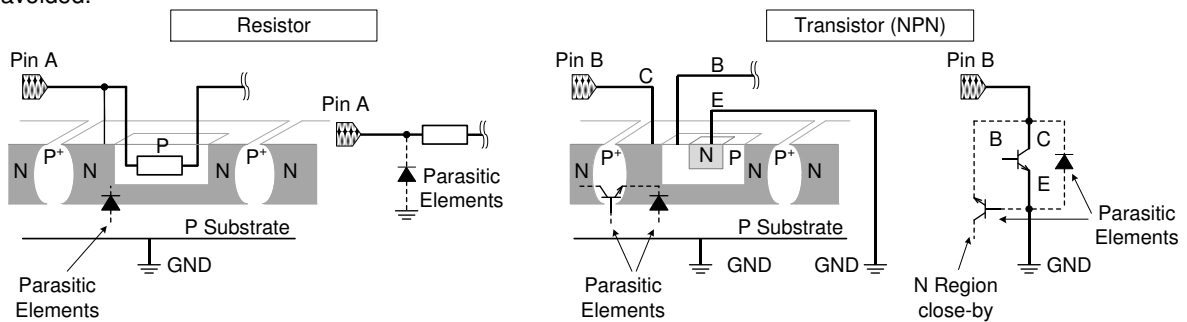 avoided.
Resistor
Transistor (NPN)
Pin A
Pin A
P
N
P+
N
P+
N
Parasitic
Elements
P Substrate
GND
Parasitic
Elements
Pin B
C
B
E
Pin B
N
P+
N
N
P
P+
N
B
C
E
P Substrate
Parasitic
Elements
GND
GND
GND
Parasitic
Elements
N Region
close-by